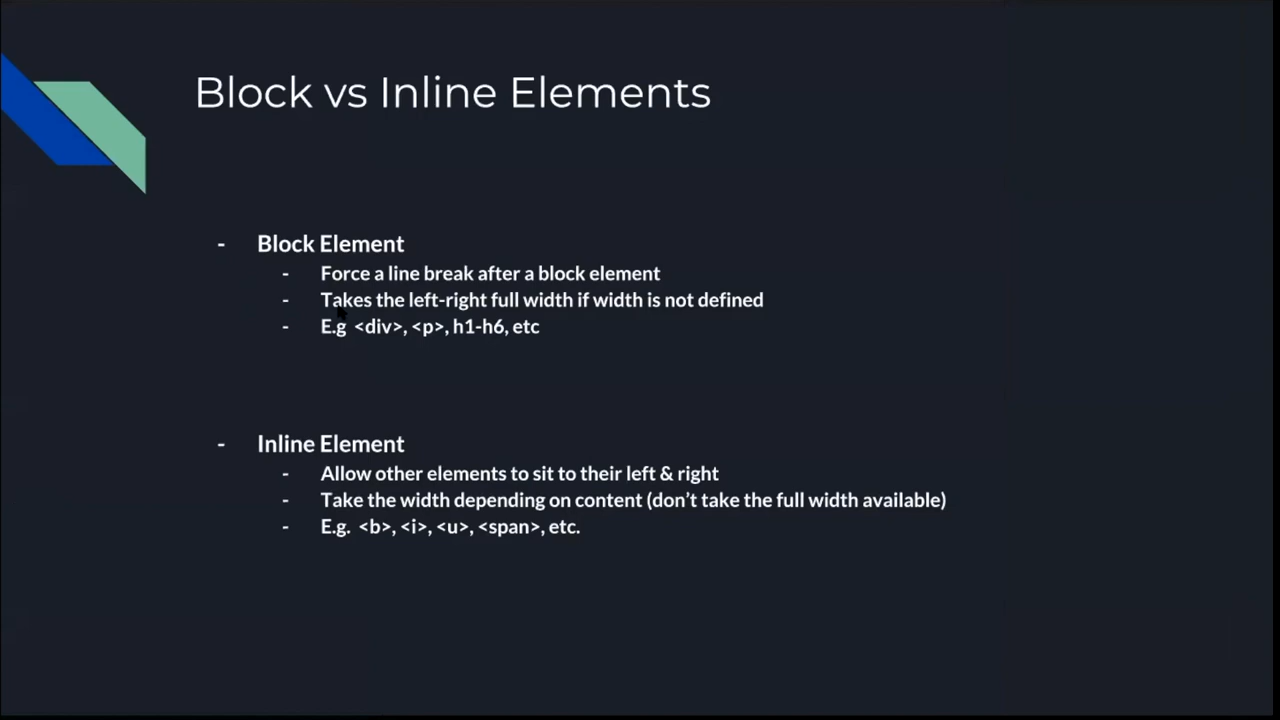 Block vs Inline Elements
- Block Element
- Force a line break after a block element
- Takes the left-right full width if width is not defined
- E.g <div>, <p>, h1-h6, etc
- Inline Element
- Allow other elements to sit to their left & right
- Take the width depending on content (don't take the full width available)
- E.g. <b>, <i>, <u>, <span>, etc.